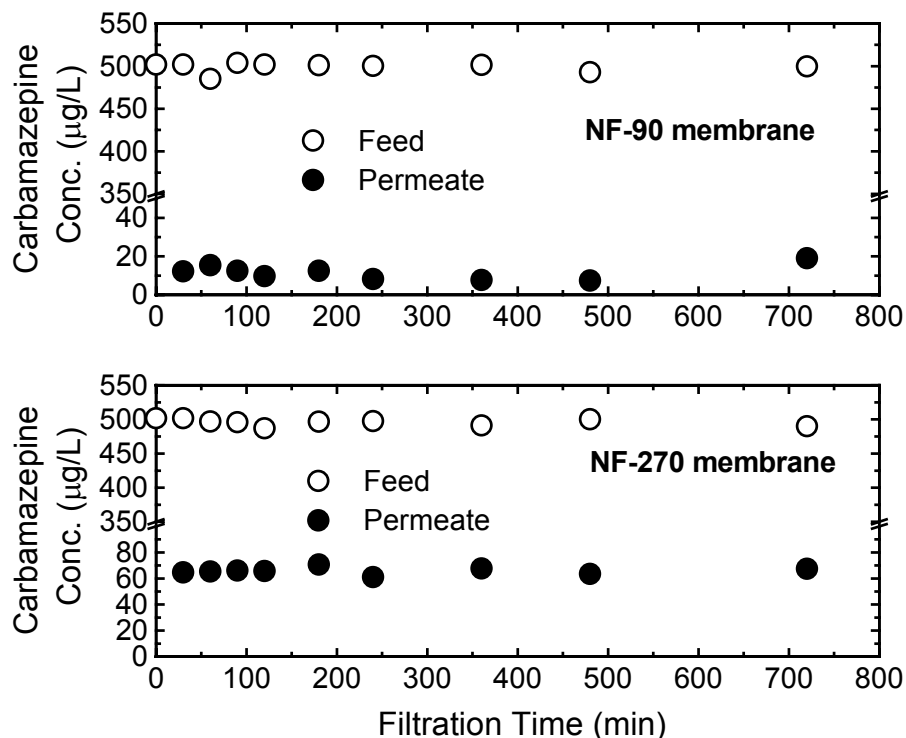 550
500
450
400
350
40
20
0
Carbamazepine
Conc. (μg/L)
NF-90 membrane
Feed
Permeate
0 100 200 300 400 500 600 700 800
550
500
450
400
350
80
60
40
20
0
Carbamazepine
Conc. (μg/L)
NF-270 membrane
Feed
Permeate
0 100 200 300 400 500 600 700 800
Filtration Time (min)